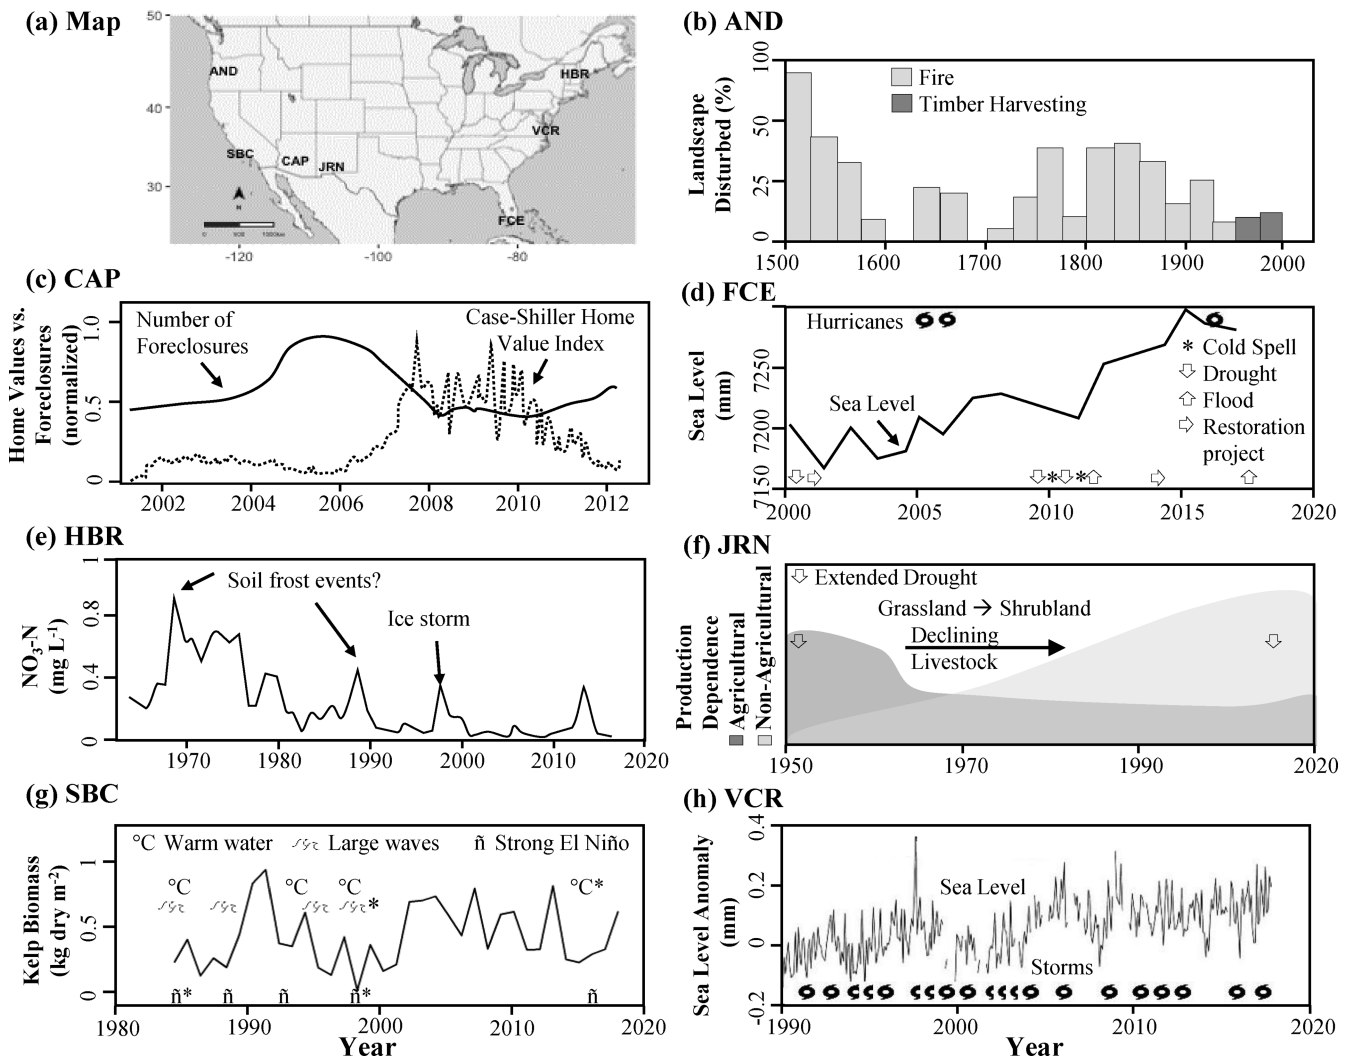 (a) Map
50
40
30
-120
-100
-80
AND
HBR
VCR
SBC
CAP
JRN
FCE
N
0
1000km
(b) AND
Landscape
Disturbed (%)
100
50
25
0
Fire
Timber Harvesting
1500
1600
1700
1800
1900
2000
(c) CAP
Home Values vs.
Foreclosures
(normalized)
1.0
0.5
0
Number of
Foreclosures
Case-Shiller Home
Value Index
2002
2004
2006
2008
2010
2012
(d) FCE
Sea Level
(mm)
7250
7200
7150
Hurricanes
* Cold Spell
Drought
Flood
Restoration
project
Sea Level
*
*
2000
2005
2010
2015
2020
(e) HBR
NO₃-N
(mg L⁻¹)
1
0.8
0.4
0
Soil frost events?
Ice storm
1970
1980
1990
2000
2010
2020
(f) JRN
Production
Dependence
Agricultural
Non-Agricultural
Extended Drought
Grassland → Shrubland
Declining
Livestock
1950
1970
1990
2020
(g) SBC
Kelp Biomass
(kg dry m⁻²)
1
0.5
0
°C Warm water
Large waves
ñ Strong El Niño
°C
°C
°C
*
°C*
ñ*
ñ
ñ
ñ*
ñ
1980
1990
2000
2010
2020
Year
(h) VCR
Sea Level Anomaly
(mm)
0.4
0.2
0
-0.2
Sea Level
Storms
1990
2000
2010
2020
Year